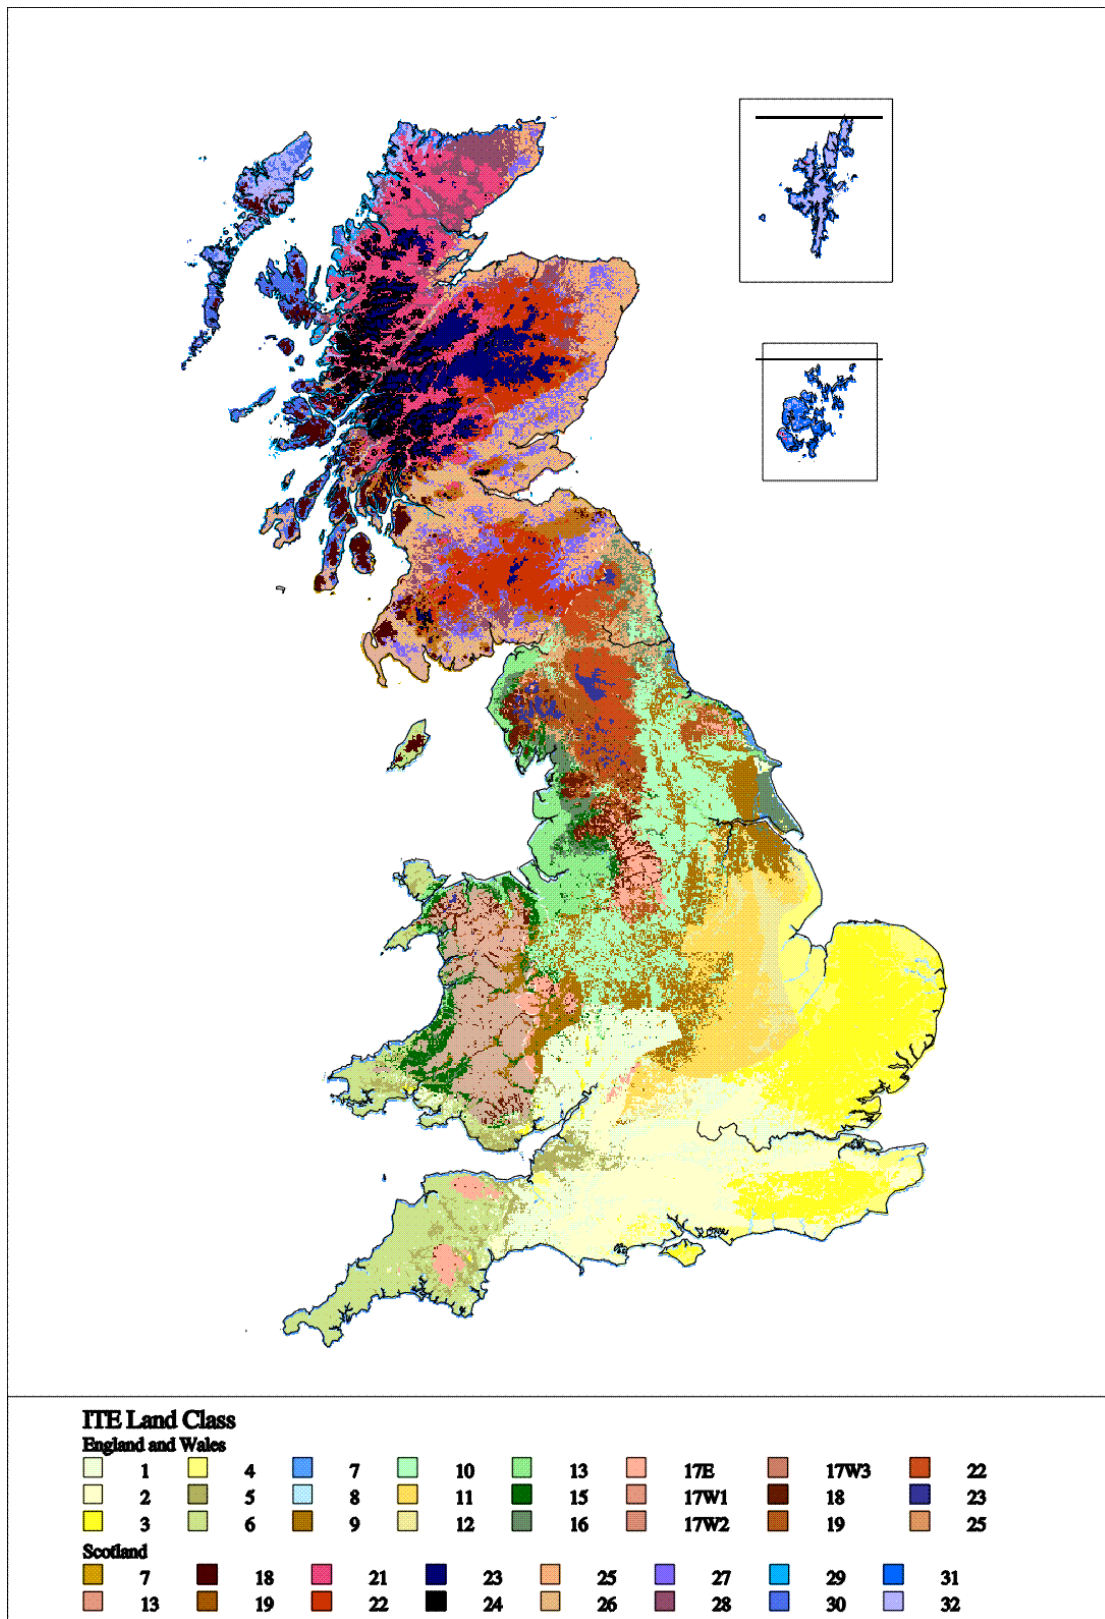 ITE Land Class
England and Wales
1 4 7 10 13 17E 17W3 22
2 5 8 11 15 17W1 18 23
3 6 9 12 16 17W2 19 25
Scotland
7 18 21 23 25 27 29 31
13 19 22 24 26 28 30 32